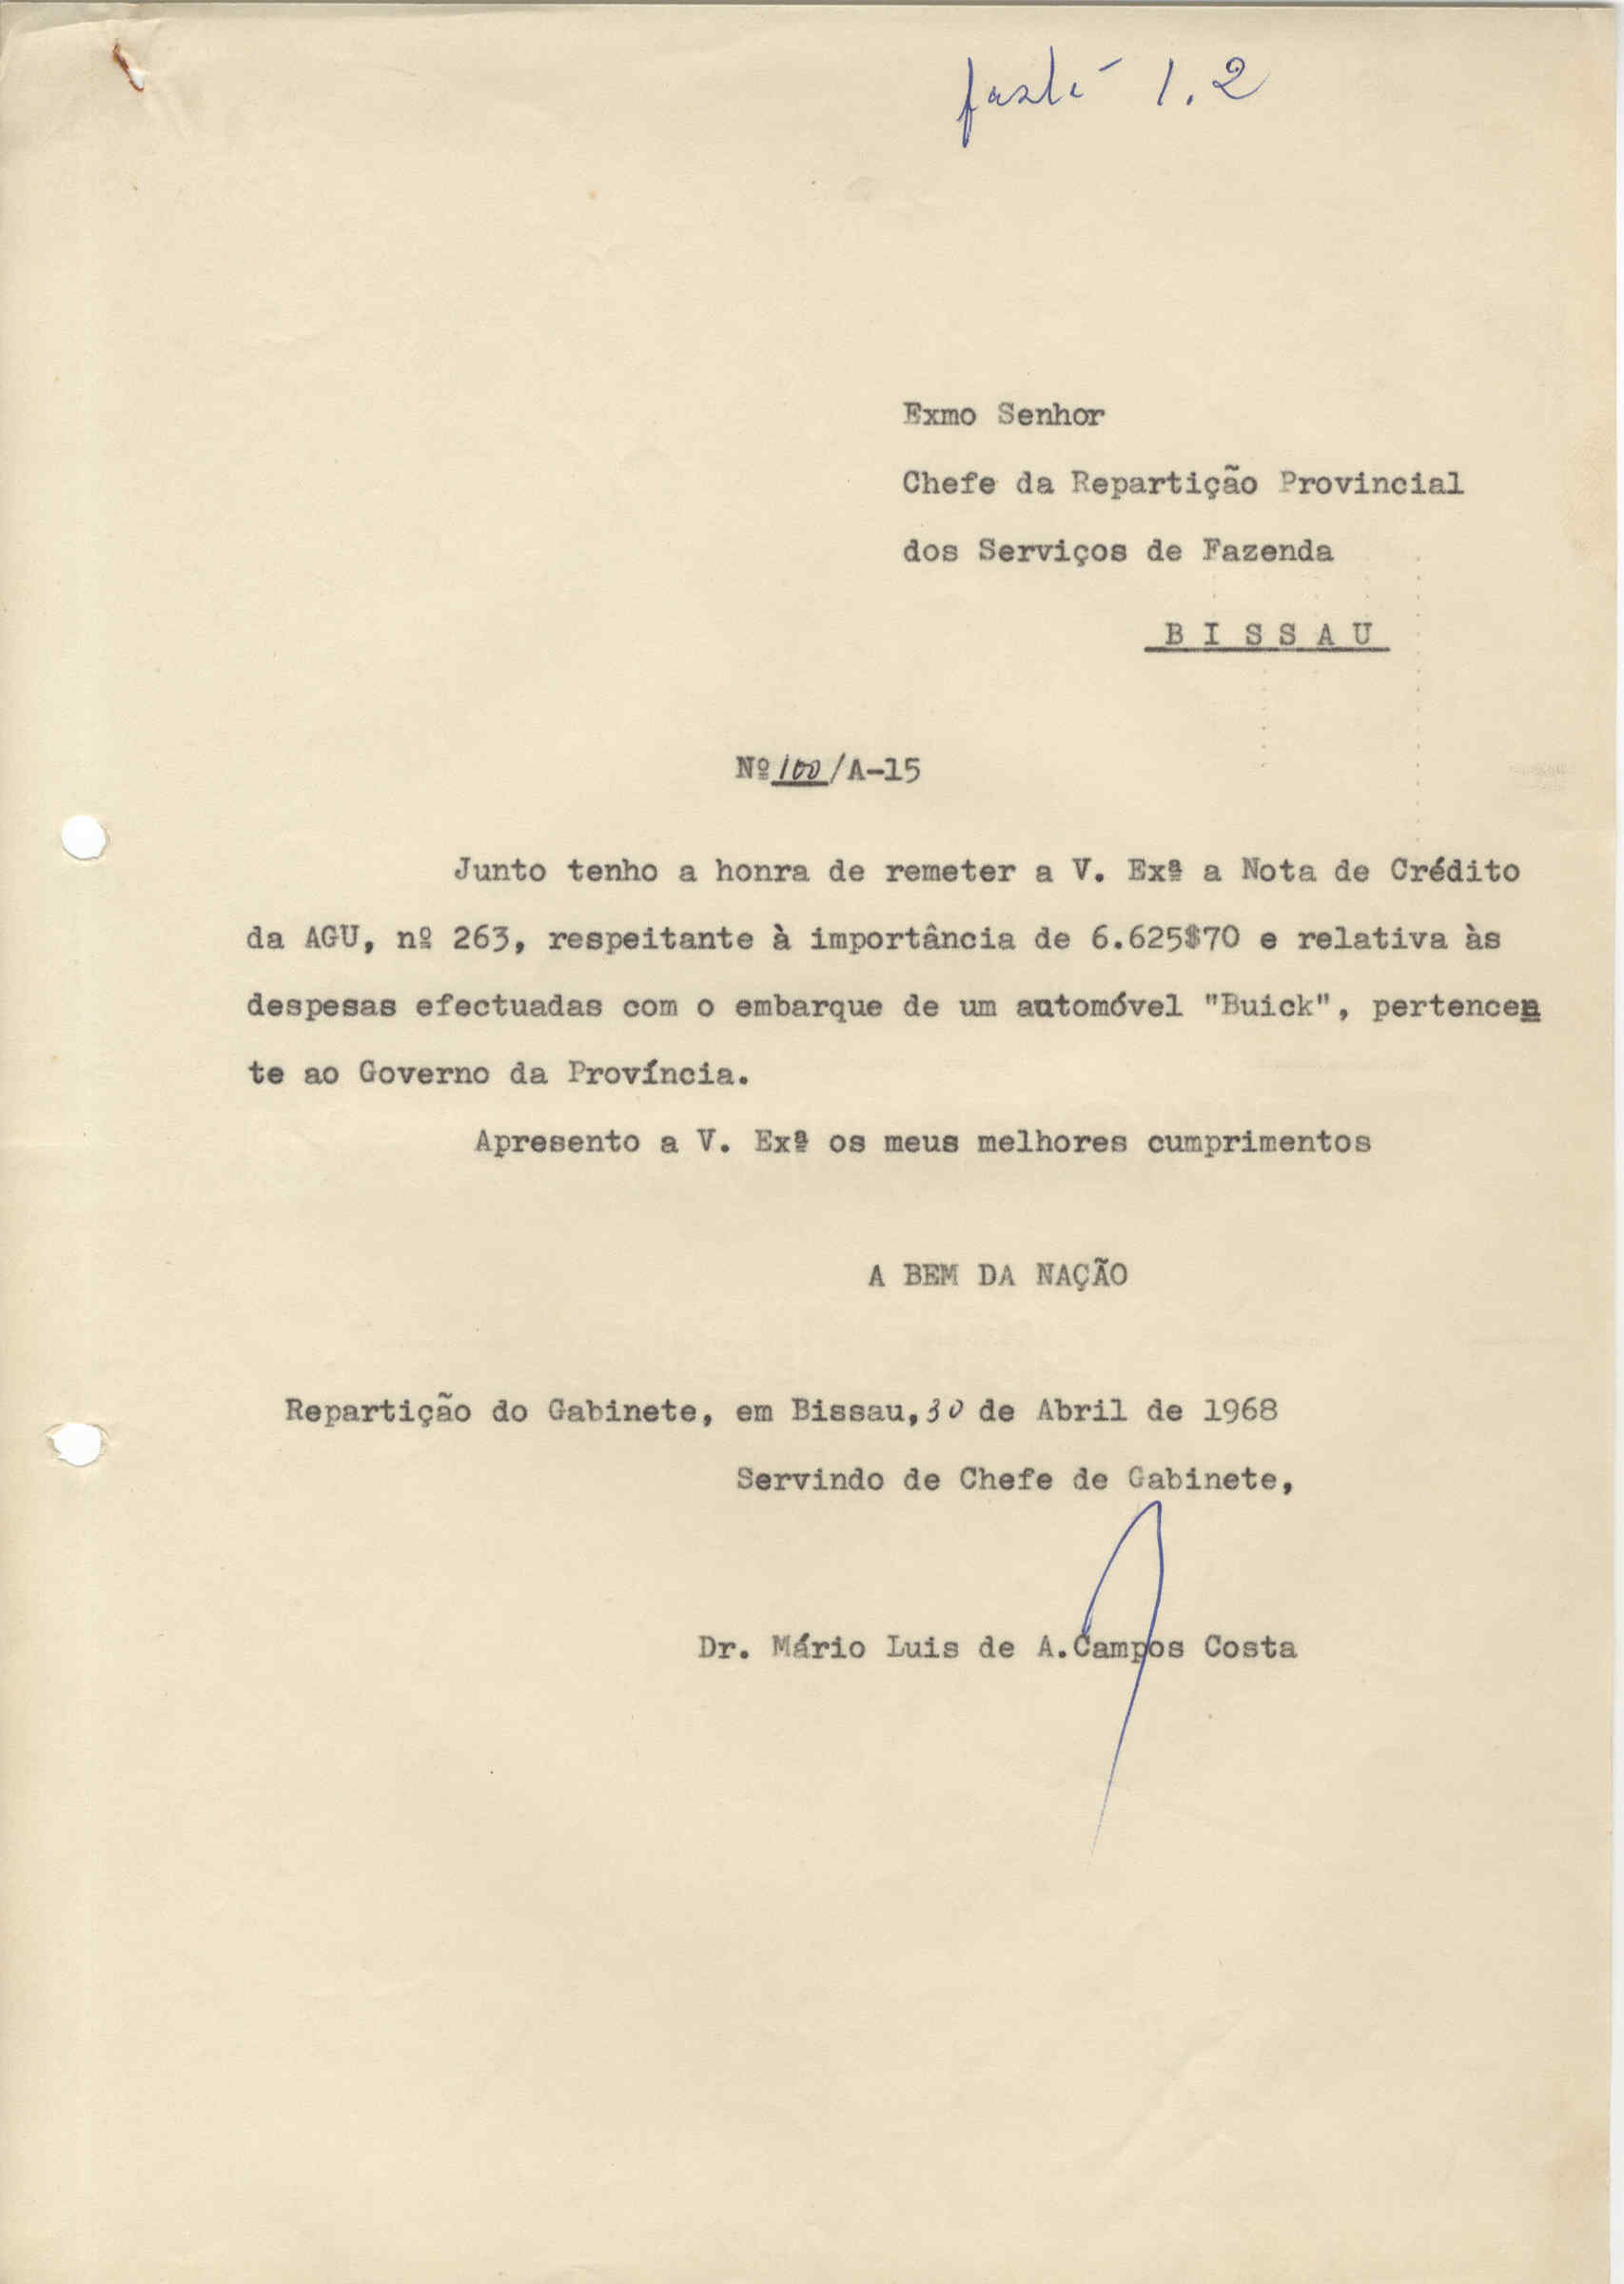 1.2
Exmo Senhor
Chefe da Repartição Provincial
dos Serviços de Fazenda
B I S S A U
Nº 100/A-15
Junto tenho a honra de remeter a V. Exª a Nota de Crédito
da AGU, nº 263, respeitante à importância de 6.625$70 e relativa às
despesas efectuadas com o embarque de um automóvel "Buick", pertencen
te ao Governo da Província.
Apresento a V. Exª os meus melhores cumprimentos
A BEM DA NAÇÃO
Repartição do Gabinete, em Bissau, 30 de Abril de 1968
Servindo de Chefe de Gabinete,
Dr. Mário Luis de A.Campos Costa